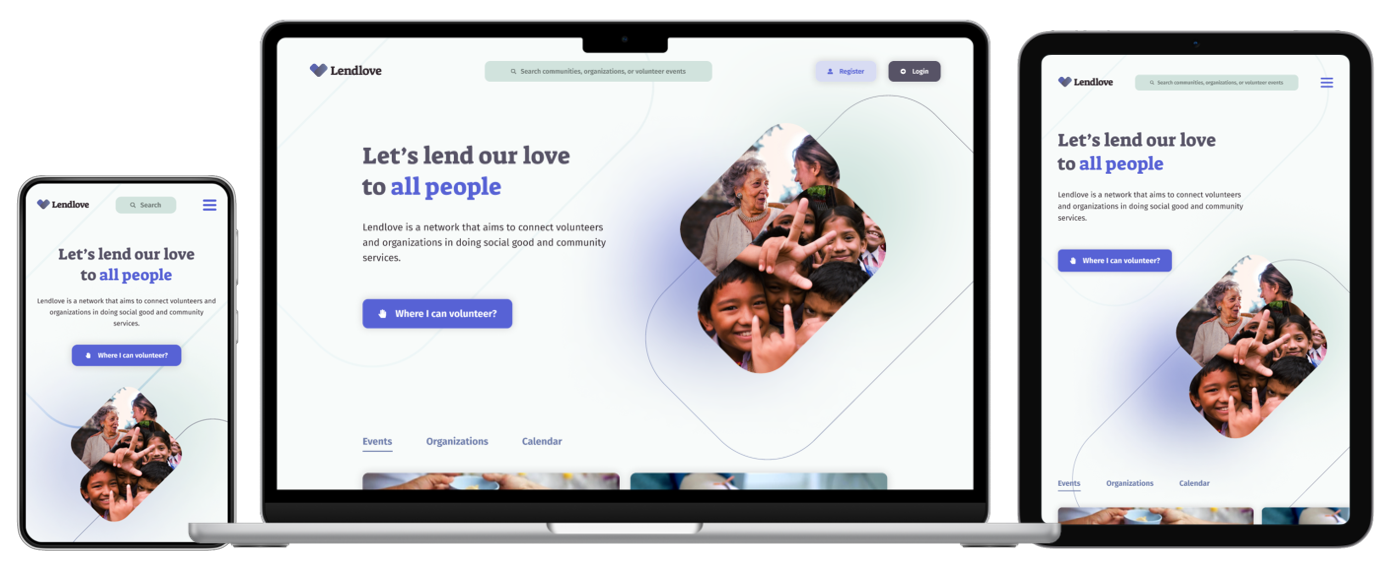 Lendlove
Search
Let's lend our love
to all people
Lendlove is a network that aims to connect volunteers and
organizations in doing social good and community
services.
Where I can volunteer?
Lendlove
Search communities, organizations, or volunteer events
Register
Login
Let's lend our love
to all people
Lendlove is a network that aims to connect volunteers
and organizations in doing social good and community
services.
Where I can volunteer?
Events
Organizations
Calendar
Lendlove
Search communities, organizations, or volunteer events
Let's lend our love
to all people
Lendlove is a network that aims to connect volunteers
and organizations in doing social good and community
services.
Where I can volunteer?
Events
Organizations
Calendar